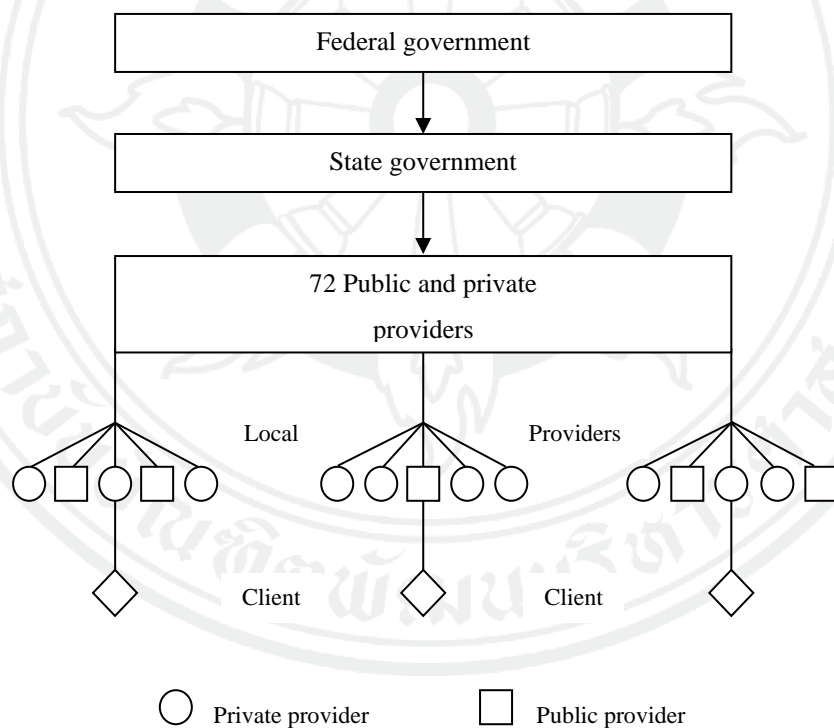 Federal government
State government
72 Public and private
providers
Local Providers
Client Client
Private provider Public provider